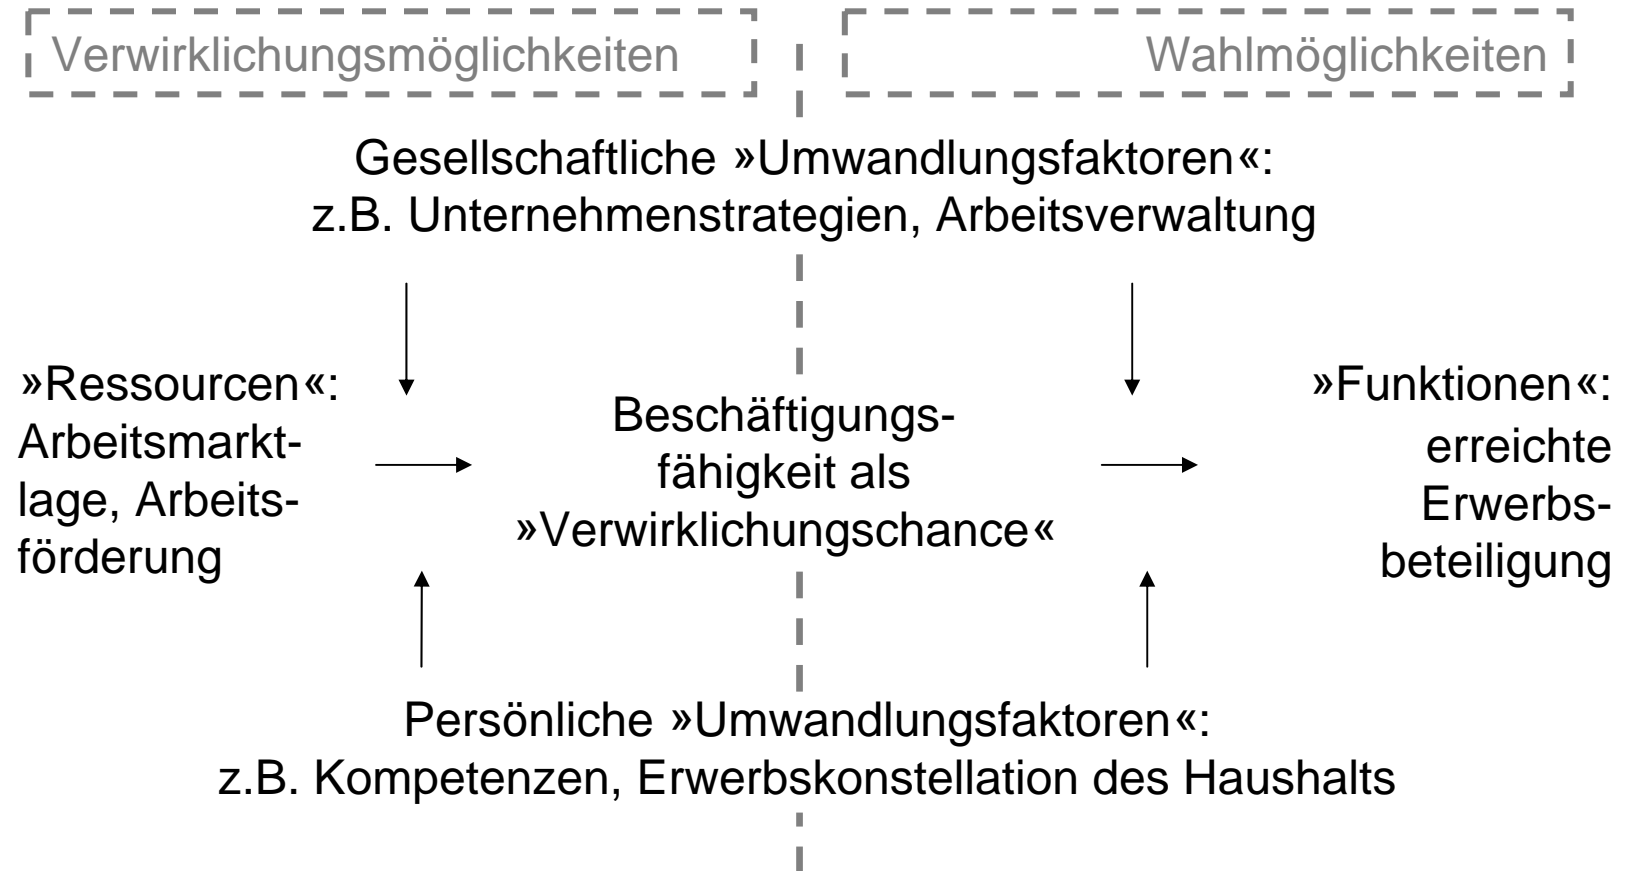 Verwirklichungsmöglichkeiten
Wahlmöglichkeiten
Gesellschaftliche »Umwandlungsfaktoren«:
z.B. Unternehmenstrategien, Arbeitsverwaltung
»Ressourcen«:
Arbeitsmarkt-
lage, Arbeits-
förderung
Beschäftigungs-
fähigkeit als
»Verwirklichungschance«
»Funktionen«:
erreichte
Erwerbs-
beteiligung
Persönliche »Umwandlungsfaktoren«:
z.B. Kompetenzen, Erwerbskonstellation des Haushalts